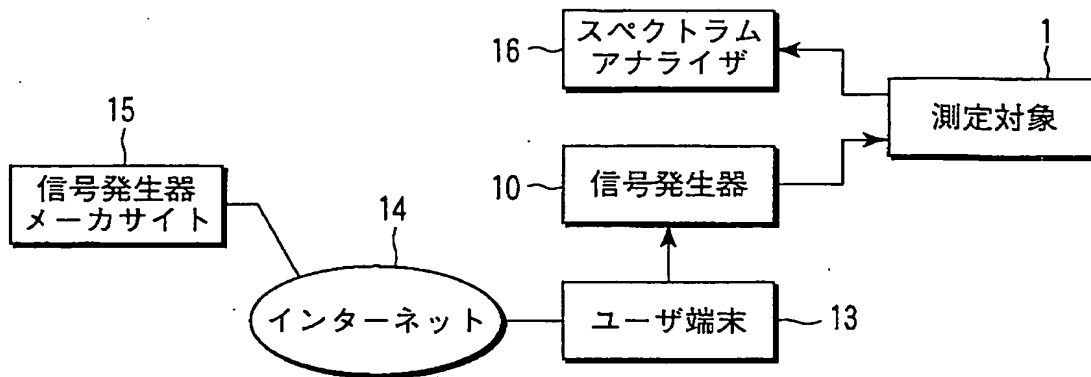 スペクトラム
アナライザ
16
1
測定対象
15
信号発生器
メーカサイト
10
信号発生器
14
インターネット
ユーザ端末
13